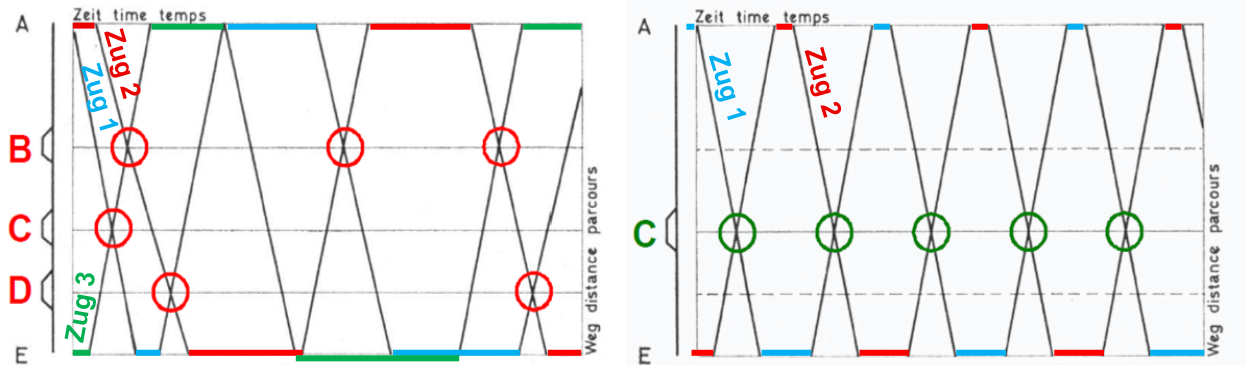 Zeit time temps
A
Zug 1
Zug 2
B
C
D
Zug 3
E
Weg distance parcours
Zeit time temps
A
Zug 1
Zug 2
C
E
Weg distance parcours